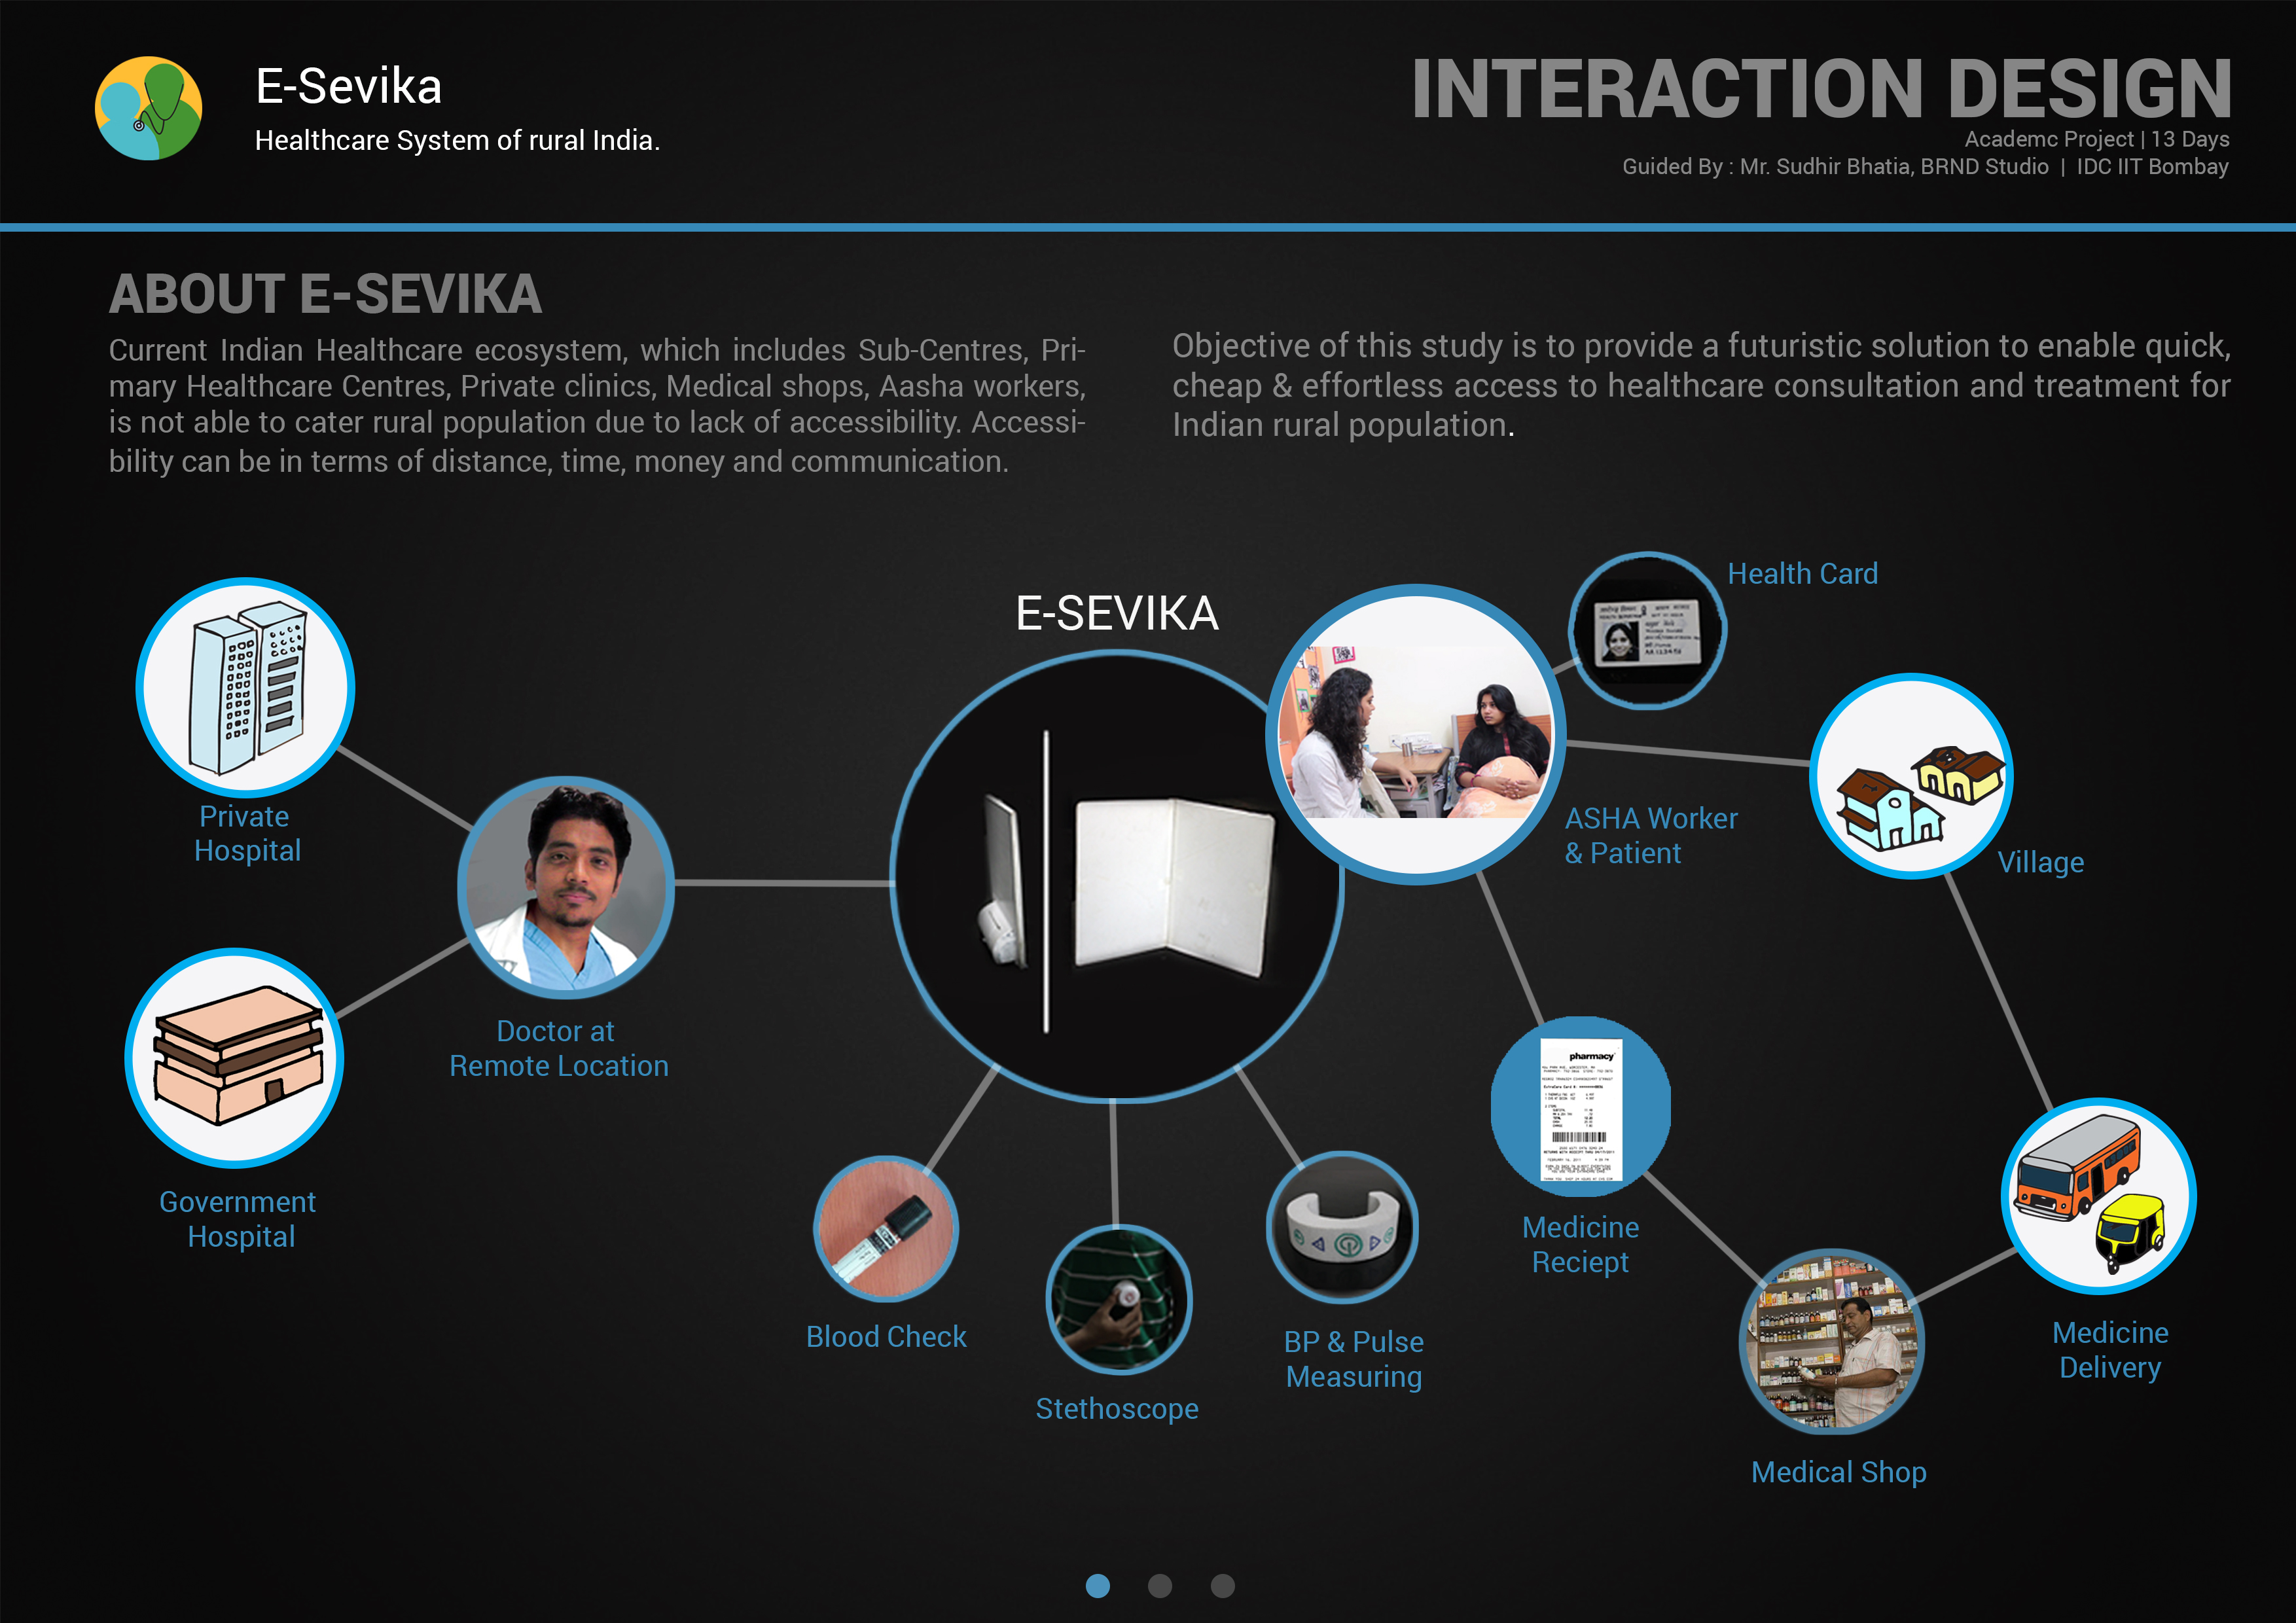 E-Sevika
Healthcare System of rural India.
INTERACTION DESIGN
Academc Project | 13 Days
Guided By : Mr. Sudhir Bhatia, BRND Studio | IDC IIT Bombay
ABOUT E-SEVIKA
Current Indian Healthcare ecosystem, which includes Sub-Centres, Pri-
mary Healthcare Centres, Private clinics, Medical shops, Aasha workers,
is not able to cater rural population due to lack of accessibility. Accessi-
bility can be in terms of distance, time, money and communication.
Objective of this study is to provide a futuristic solution to enable quick,
cheap & effortless access to healthcare consultation and treatment for
Indian rural population.
Health Card
E-SEVIKA
Private
Hospital
ASHA Worker
& Patient
Village
Doctor at
Remote Location
Government
Hospital
pharmacy
Medicine
Reciept
Blood Check
Stethoscope
BP & Pulse
Measuring
Medicine
Delivery
Medical Shop